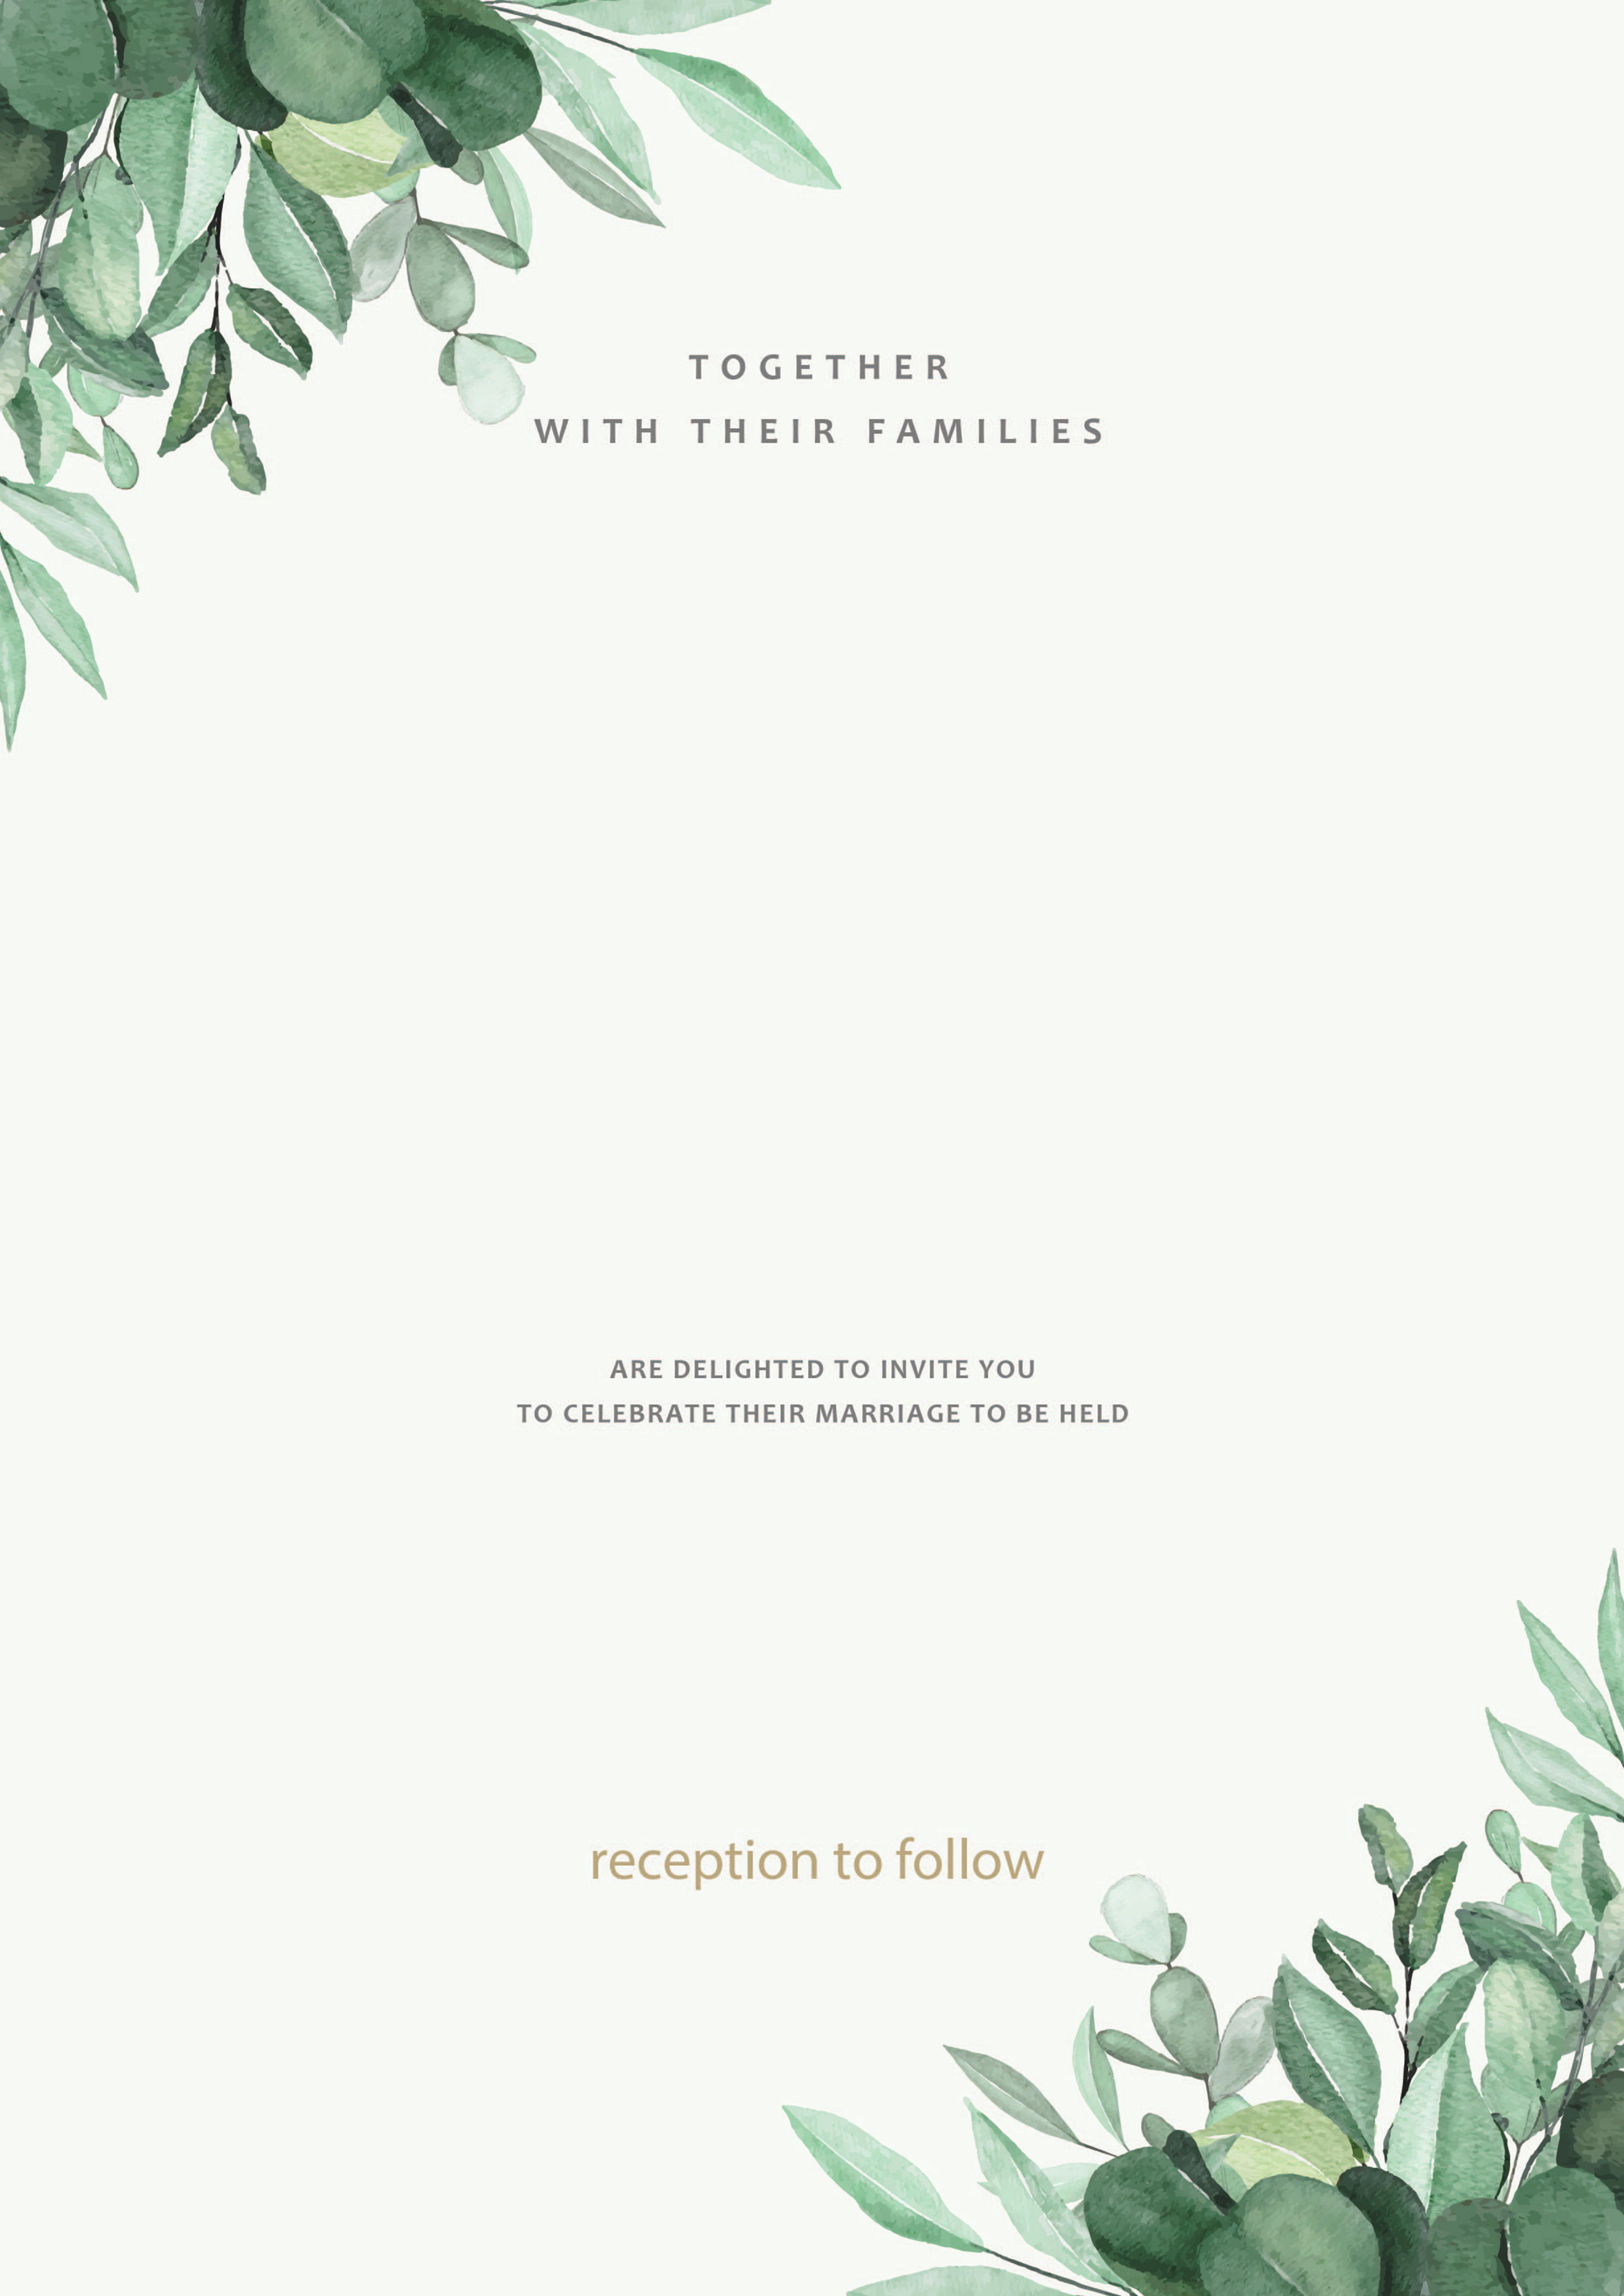 TOGETHER
WITH THEIR FAMILIES
ARE DELIGHTED TO INVITE YOU
TO CELEBRATE THEIR MARRIAGE TO BE HELD
reception to follow